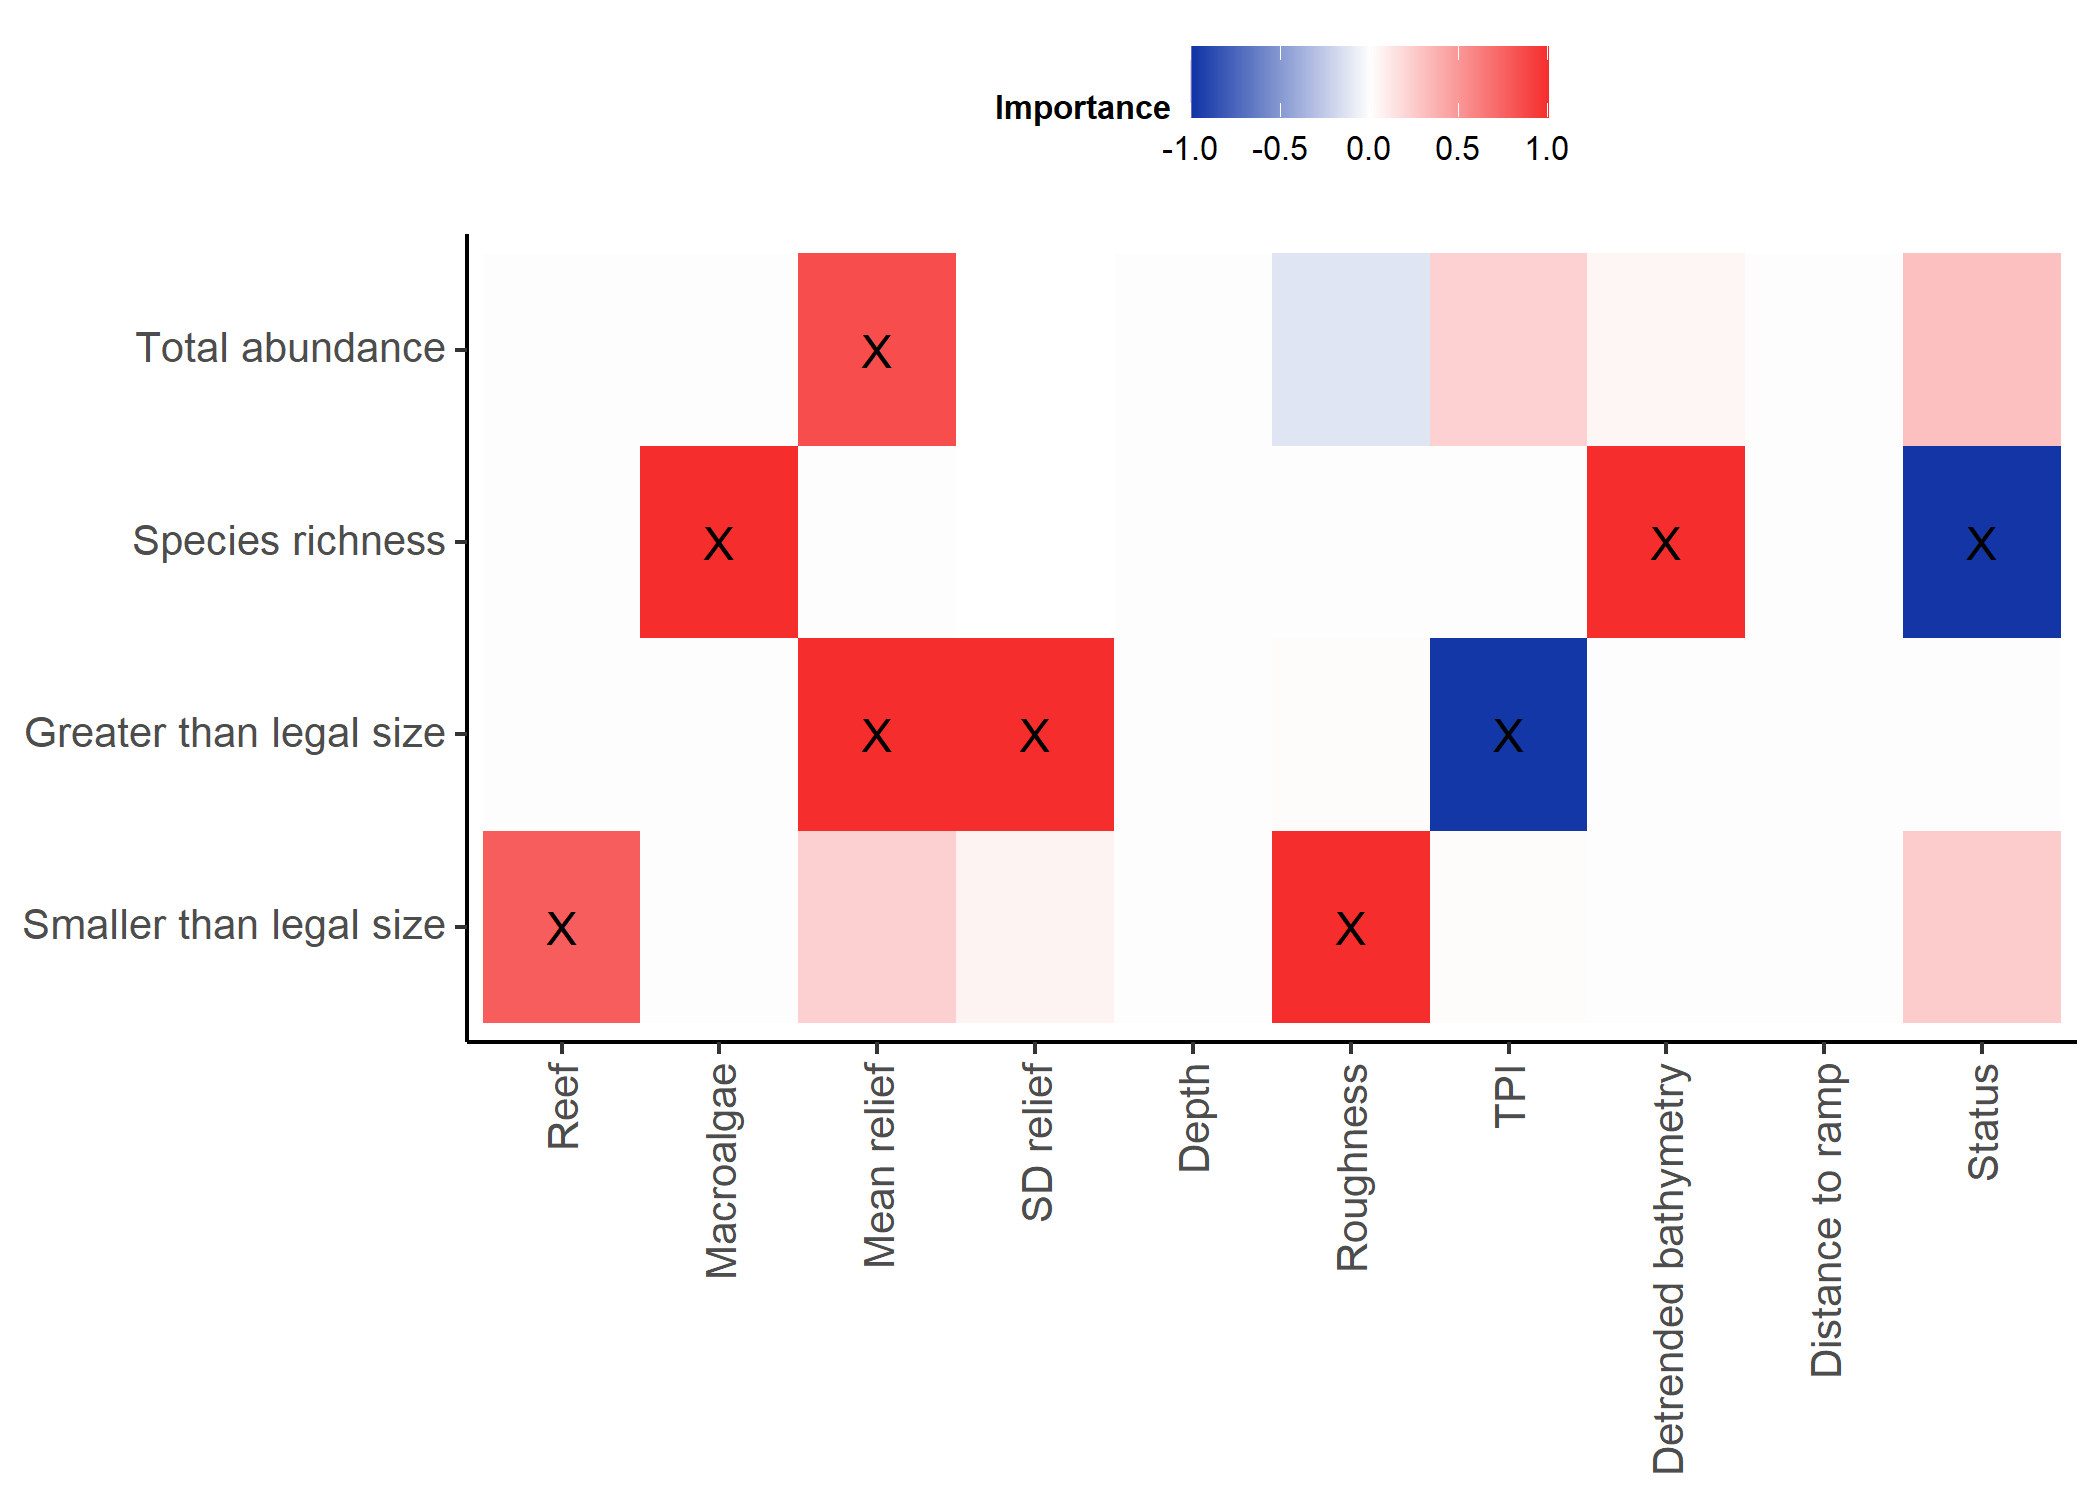 Importance
-1.0 -0.5 0.0 0.5 1.0
Total abundance
X
Species richness
X X X
Greater than legal size
X X X
Smaller than legal size
X X
Reef
Macroalgae
Mean relief
SD relief
Depth
Roughness
TPI
Detrended bathymetry
Distance to ramp
Status